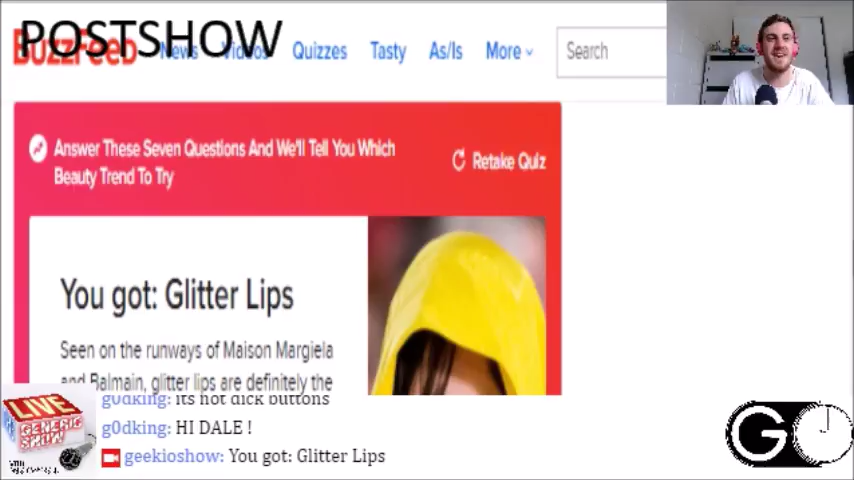 POSTSHOW
BuzzFeed News Videos Quizzes Tasty As/Is More Search
Answer These Seven Questions And We'll Tell You Which
Beauty Trend To Try
Retake Quiz
You got: Glitter Lips
Seen on the runways of Maison Margiela
and Balmain, glitter lips are definitely the
g0dking: its not dick buttons
g0dking: HI DALE !
geekioshow: You got: Glitter Lips
LIVE
GENERIC
SHOW
GO